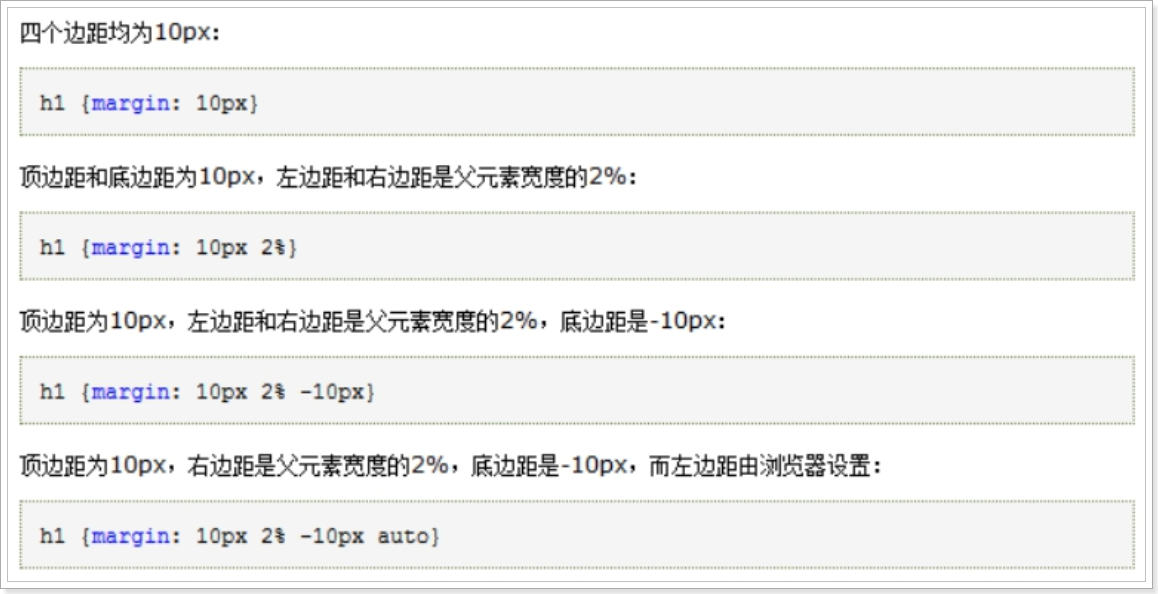 四个边距均为10px：
h1 {margin: 10px}
顶边距和底边距为10px，左边距和右边距是父元素宽度的2%：
h1 {margin: 10px 2%}
顶边距为10px，左边距和右边距是父元素宽度的2%，底边距是-10px：
h1 {margin: 10px 2% -10px}
顶边距为10px，右边距是父元素宽度的2%，底边距是-10px，而左边距由浏览器设置：
h1 {margin: 10px 2% -10px auto}